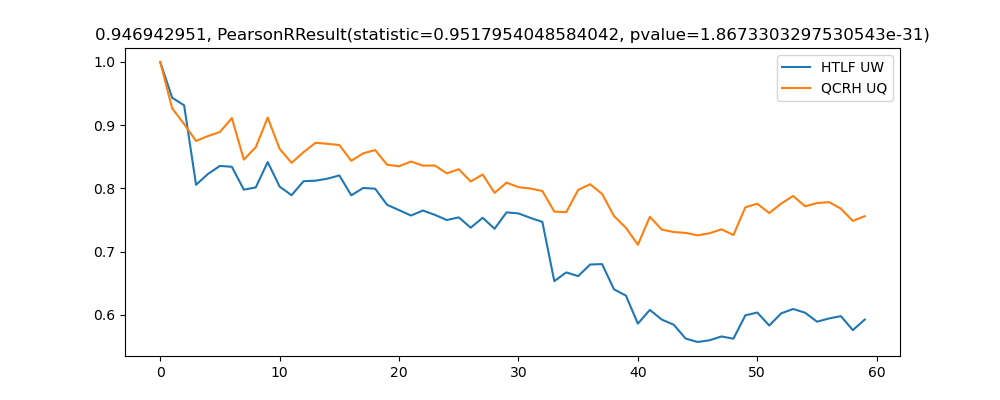 0.946942951, PearsonRResult(statistic=0.9517954048584042, pvalue=1.8673303297530543e-31)
HTLF UW
QCRH UQ
1.0
0.9
0.8
0.7
0.6
0 10 20 30 40 50 60